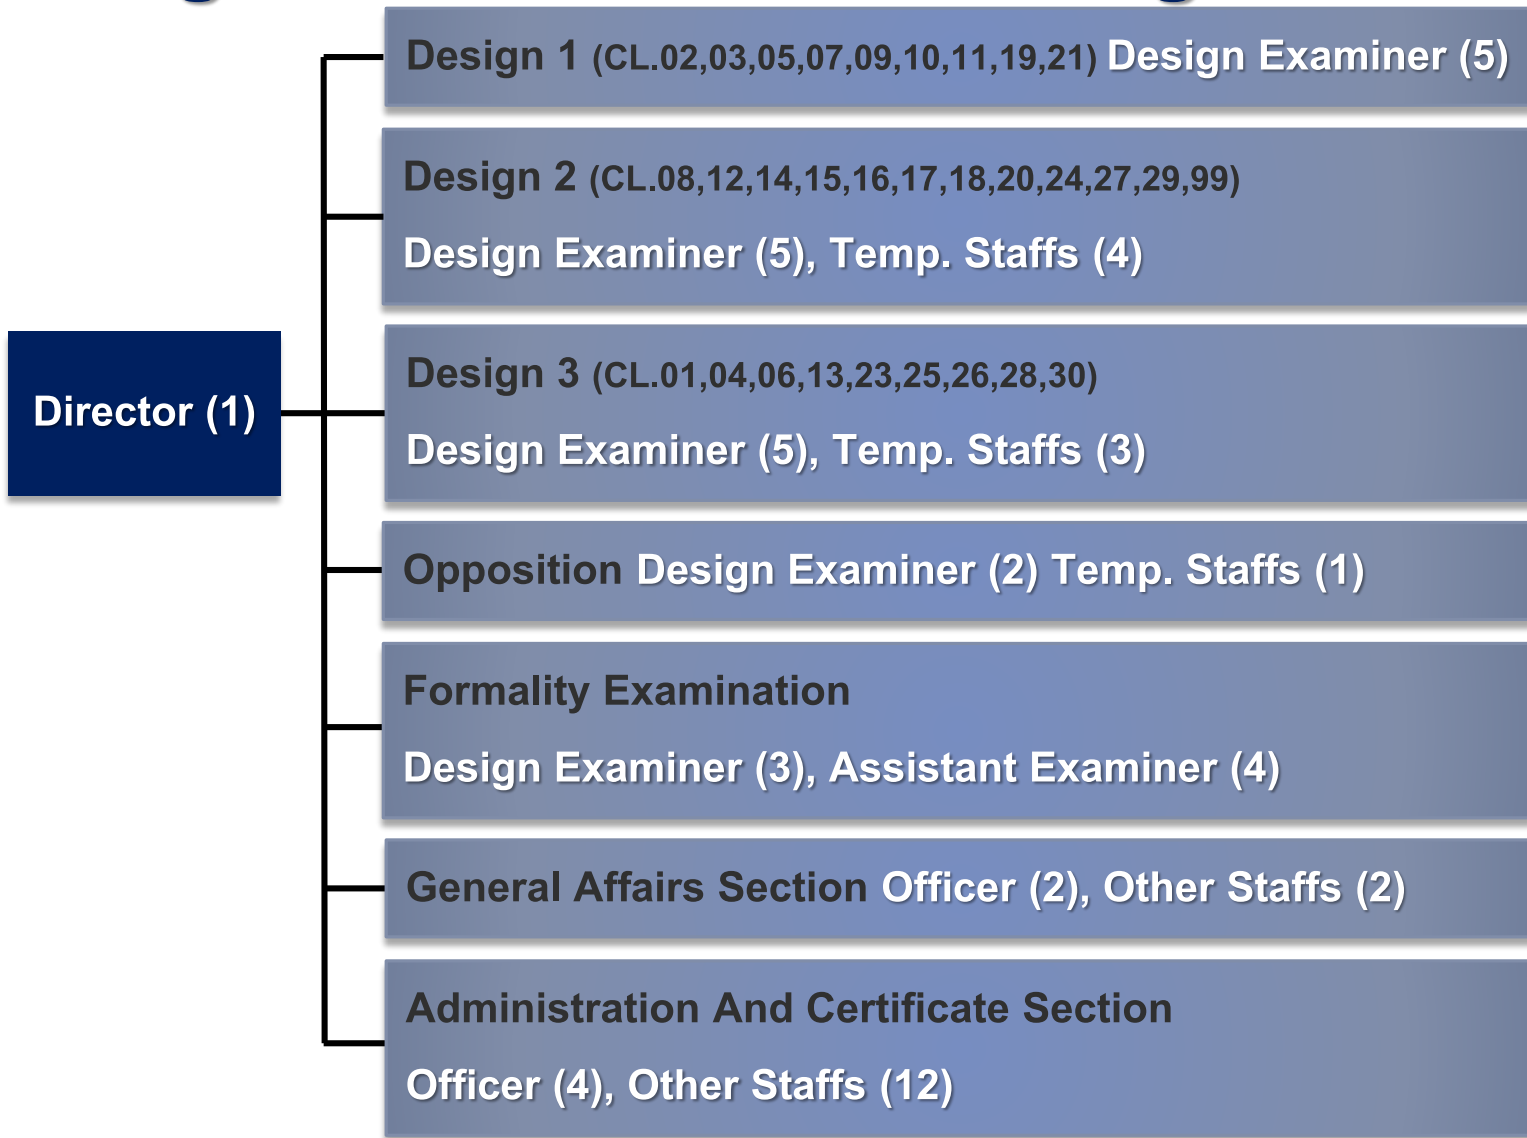 Design 1 (CL.02,03,05,07,09,10,11,19,21) Design Examiner (5)
Design 2 (CL.08,12,14,15,16,17,18,20,24,27,29,99)
Design Examiner (5), Temp. Staffs (4)
Director (1)
Design 3 (CL.01,04,06,13,23,25,26,28,30)
Design Examiner (5), Temp. Staffs (3)
Opposition Design Examiner (2) Temp. Staffs (1)
Formality Examination
Design Examiner (3), Assistant Examiner (4)
General Affairs Section Officer (2), Other Staffs (2)
Administration And Certificate Section
Officer (4), Other Staffs (12)